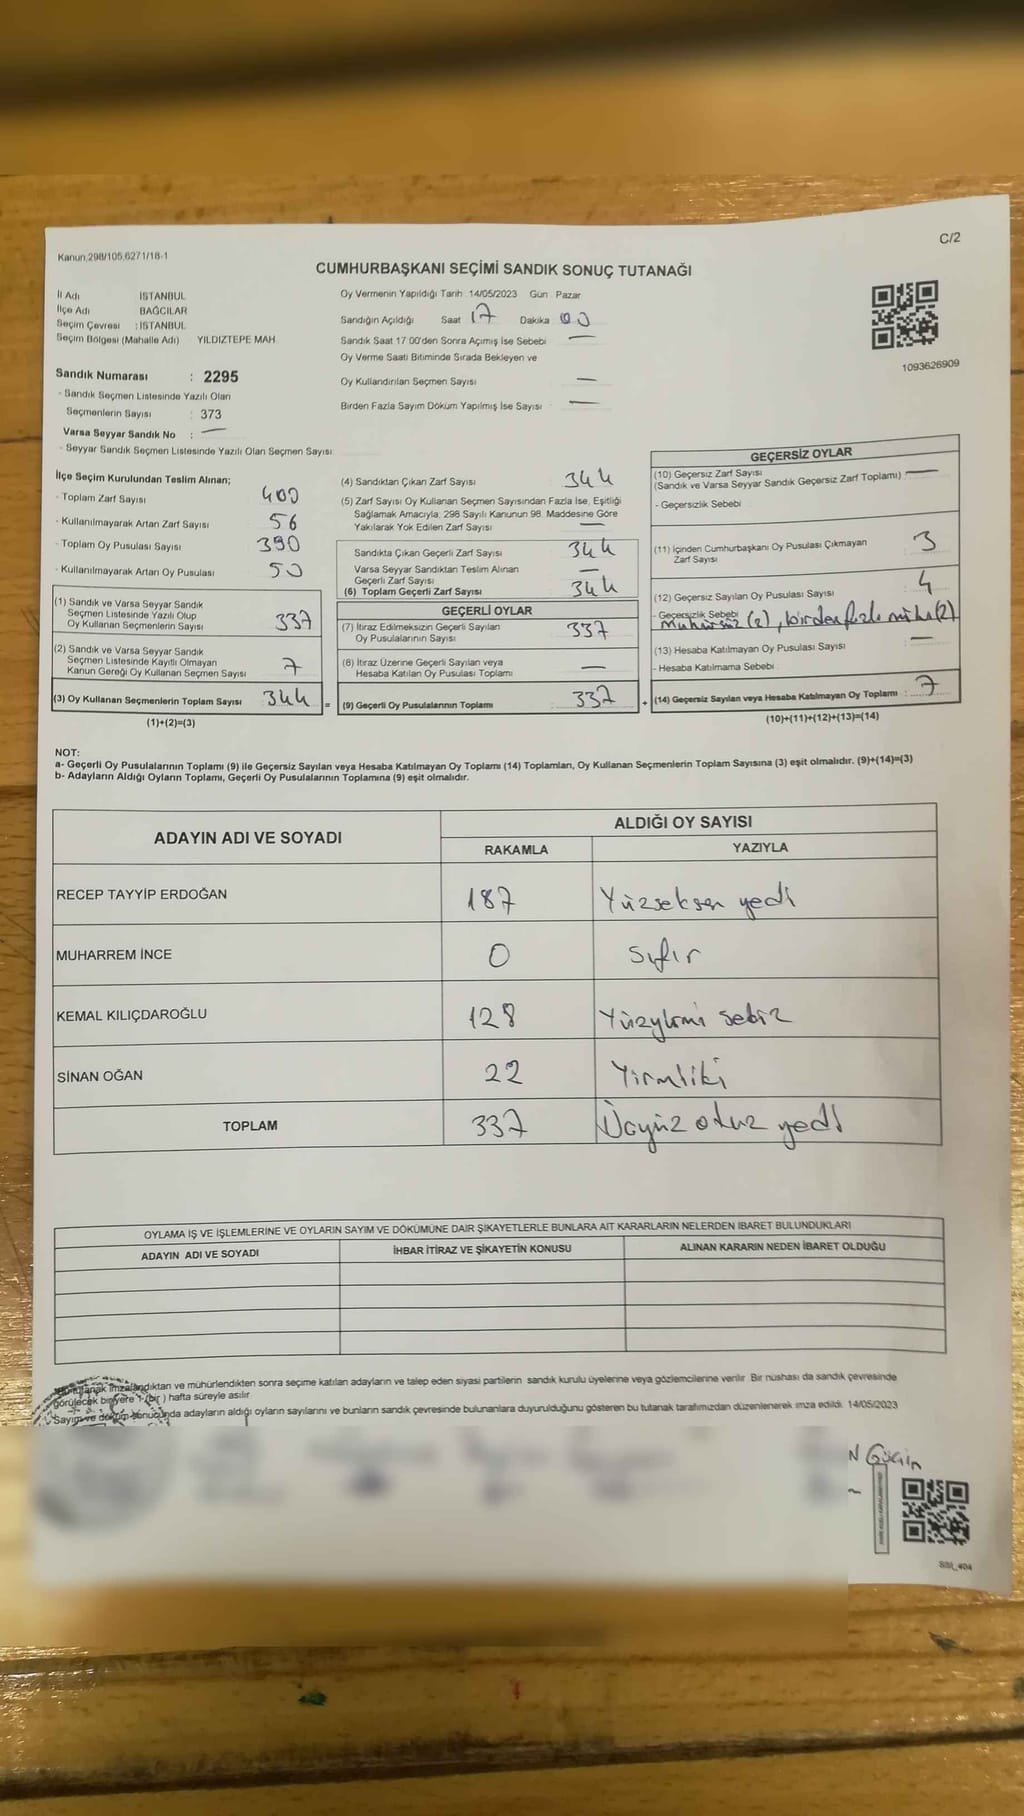 C/2
Kanun.298/105,6271/18-1
CUMHURBAŞKANI SEÇİMİ SANDIK SONUÇ TUTANAĞI
İl Adı İSTANBUL
İlçe Adı BAĞCILAR
Seçim Çevresi : İSTANBUL
Seçim Bölgesi (Mahalle Adı) YILDIZTEPE MAH.
Sandık Numarası : 2295
- Sandık Seçmen Listesinde Yazılı Olan
Seçmenlerin Sayısı : 373
Varsa Seyyar Sandık No : —
- Seyyar Sandık Seçmen Listesinde Yazılı Olan Seçmen Sayısı
Oy Vermenin Yapıldığı Tarih :14/05/2023 Gün Pazar
Sandığın Açıldığı Saat 17 Dakika 00
Sandık Saat 17 00'den Sonra Açımış İse Sebebi —
Oy Verme Saati Bitiminde Sırada Bekleyen ve
Oy Kullandırılan Seçmen Sayısı —
Birden Fazla Sayım Döküm Yapılmış İse Sayısı —
1093626909
İlçe Seçim Kurulundan Teslim Alınan;
- Toplam Zarf Sayısı 400
- Kullanılmayarak Artan Zarf Sayısı 56
- Toplam Oy Pusulası Sayısı 390
- Kullanılmayarak Artan Oy Pusulası 50
(1) Sandık ve Varsa Seyyar Sandık
Seçmen Listesinde Yazılı Olup
Oy Kullanan Seçmenlerin Sayısı 337
(2) Sandık ve Varsa Seyyar Sandık
Seçmen Listesinde Kayıtlı Olmayan
Kanun Gereği Oy Kullanan Seçmen Sayısı 7
(3) Oy Kullanan Seçmenlerin Toplam Sayısı 344
(1)+(2)=(3)
(4) Sandıktan Çıkan Zarf Sayısı 344
(5) Zarf Sayısı Oy Kullanan Seçmen Sayısından Fazla İse, Eşitliği
Sağlamak Amacıyla, 298 Sayılı Kanunun 98. Maddesine Göre
Yakılarak Yok Edilen Zarf Sayısı —
Sandıkta Çıkan Geçerli Zarf Sayısı 344
Varsa Seyyar Sandıktan Teslim Alınan
Geçerli Zarf Sayısı —
(6) Toplam Geçerli Zarf Sayısı 344
GEÇERLİ OYLAR
(7) İtiraz Edilmeksizin Geçerli Sayılan
Oy Pusulalarının Sayısı 337
(8) İtiraz Üzerine Geçerli Sayılan veya
Hesaba Katılan Oy Pusulası Toplamı —
= (9) Geçerli Oy Pusulalarının Toplamı 337
GEÇERSİZ OYLAR
(10) Geçersiz Zarf Sayısı
(Sandık ve Varsa Seyyar Sandık Geçersiz Zarf Toplamı) —
- Geçersizlik Sebebi
(11) İçinden Cumhurbaşkanı Oy Pusulası Çıkmayan
Zarf Sayısı 3
(12) Geçersiz Sayılan Oy Pusulası Sayısı 4
- Geçersizlik Sebebi
Mühürsüz (2), birden fazla mühü(2)
(13) Hesaba Katılmayan Oy Pusulası Sayısı —
- Hesaba Katılmama Sebebi
+ (14) Geçersiz Sayılan veya Hesaba Katılmayan Oy Toplamı : 7
(10)+(11)+(12)+(13)=(14)
NOT:
a- Geçerli Oy Pusulalarının Toplamı (9) ile Geçersiz Sayılan veya Hesaba Katılmayan Oy Toplamı (14) Toplamları, Oy Kullanan Seçmenlerin Toplam Sayısına (3) eşit olmalıdır. (9)+(14)=(3)
b- Adayların Aldığı Oyların Toplamı, Geçerli Oy Pusulalarının Toplamına (9) eşit olmalıdır.
ADAYIN ADI VE SOYADI ALDIĞI OY SAYISI
RAKAMLA YAZIYLA
RECEP TAYYİP ERDOĞAN 187 Yüzseksen yedi
MUHARREM İNCE 0 Sıfır
KEMAL KILIÇDAROĞLU 128 Yüzyirmi sekiz
SİNAN OĞAN 22 Yirmiiki
TOPLAM 337 Üçyüz otuz yedi
OYLAMA İŞ VE İŞLEMLERİNE VE OYLARIN SAYIM VE DÖKÜMÜNE DAİR ŞİKAYETLERLE BUNLARA AİT KARARLARIN NELERDEN İBARET BULUNDUKLARI
ADAYIN ADI VE SOYADI İHBAR İTİRAZ VE ŞİKAYETİN KONUSU ALINAN KARARIN NEDEN İBARET OLDUĞU
tutanak imzalandıktan ve mühürlendikten sonra seçime katılan adayların ve talep eden siyasi partilerin sandık kurulu üyelerine veya gözlemcilerine verilir. Bir nüshası da sandık çevresinde
görülecek bir yere 1 (bir) hafta süreyle asılır.
Sayım ve döküm sonucunda adayların aldığı oyların sayılarını ve bunların sandık çevresinde bulunanlara duyurulduğunu gösteren bu tutanak tarafımızdan düzenlenerek imza edildi. 14/05/2023